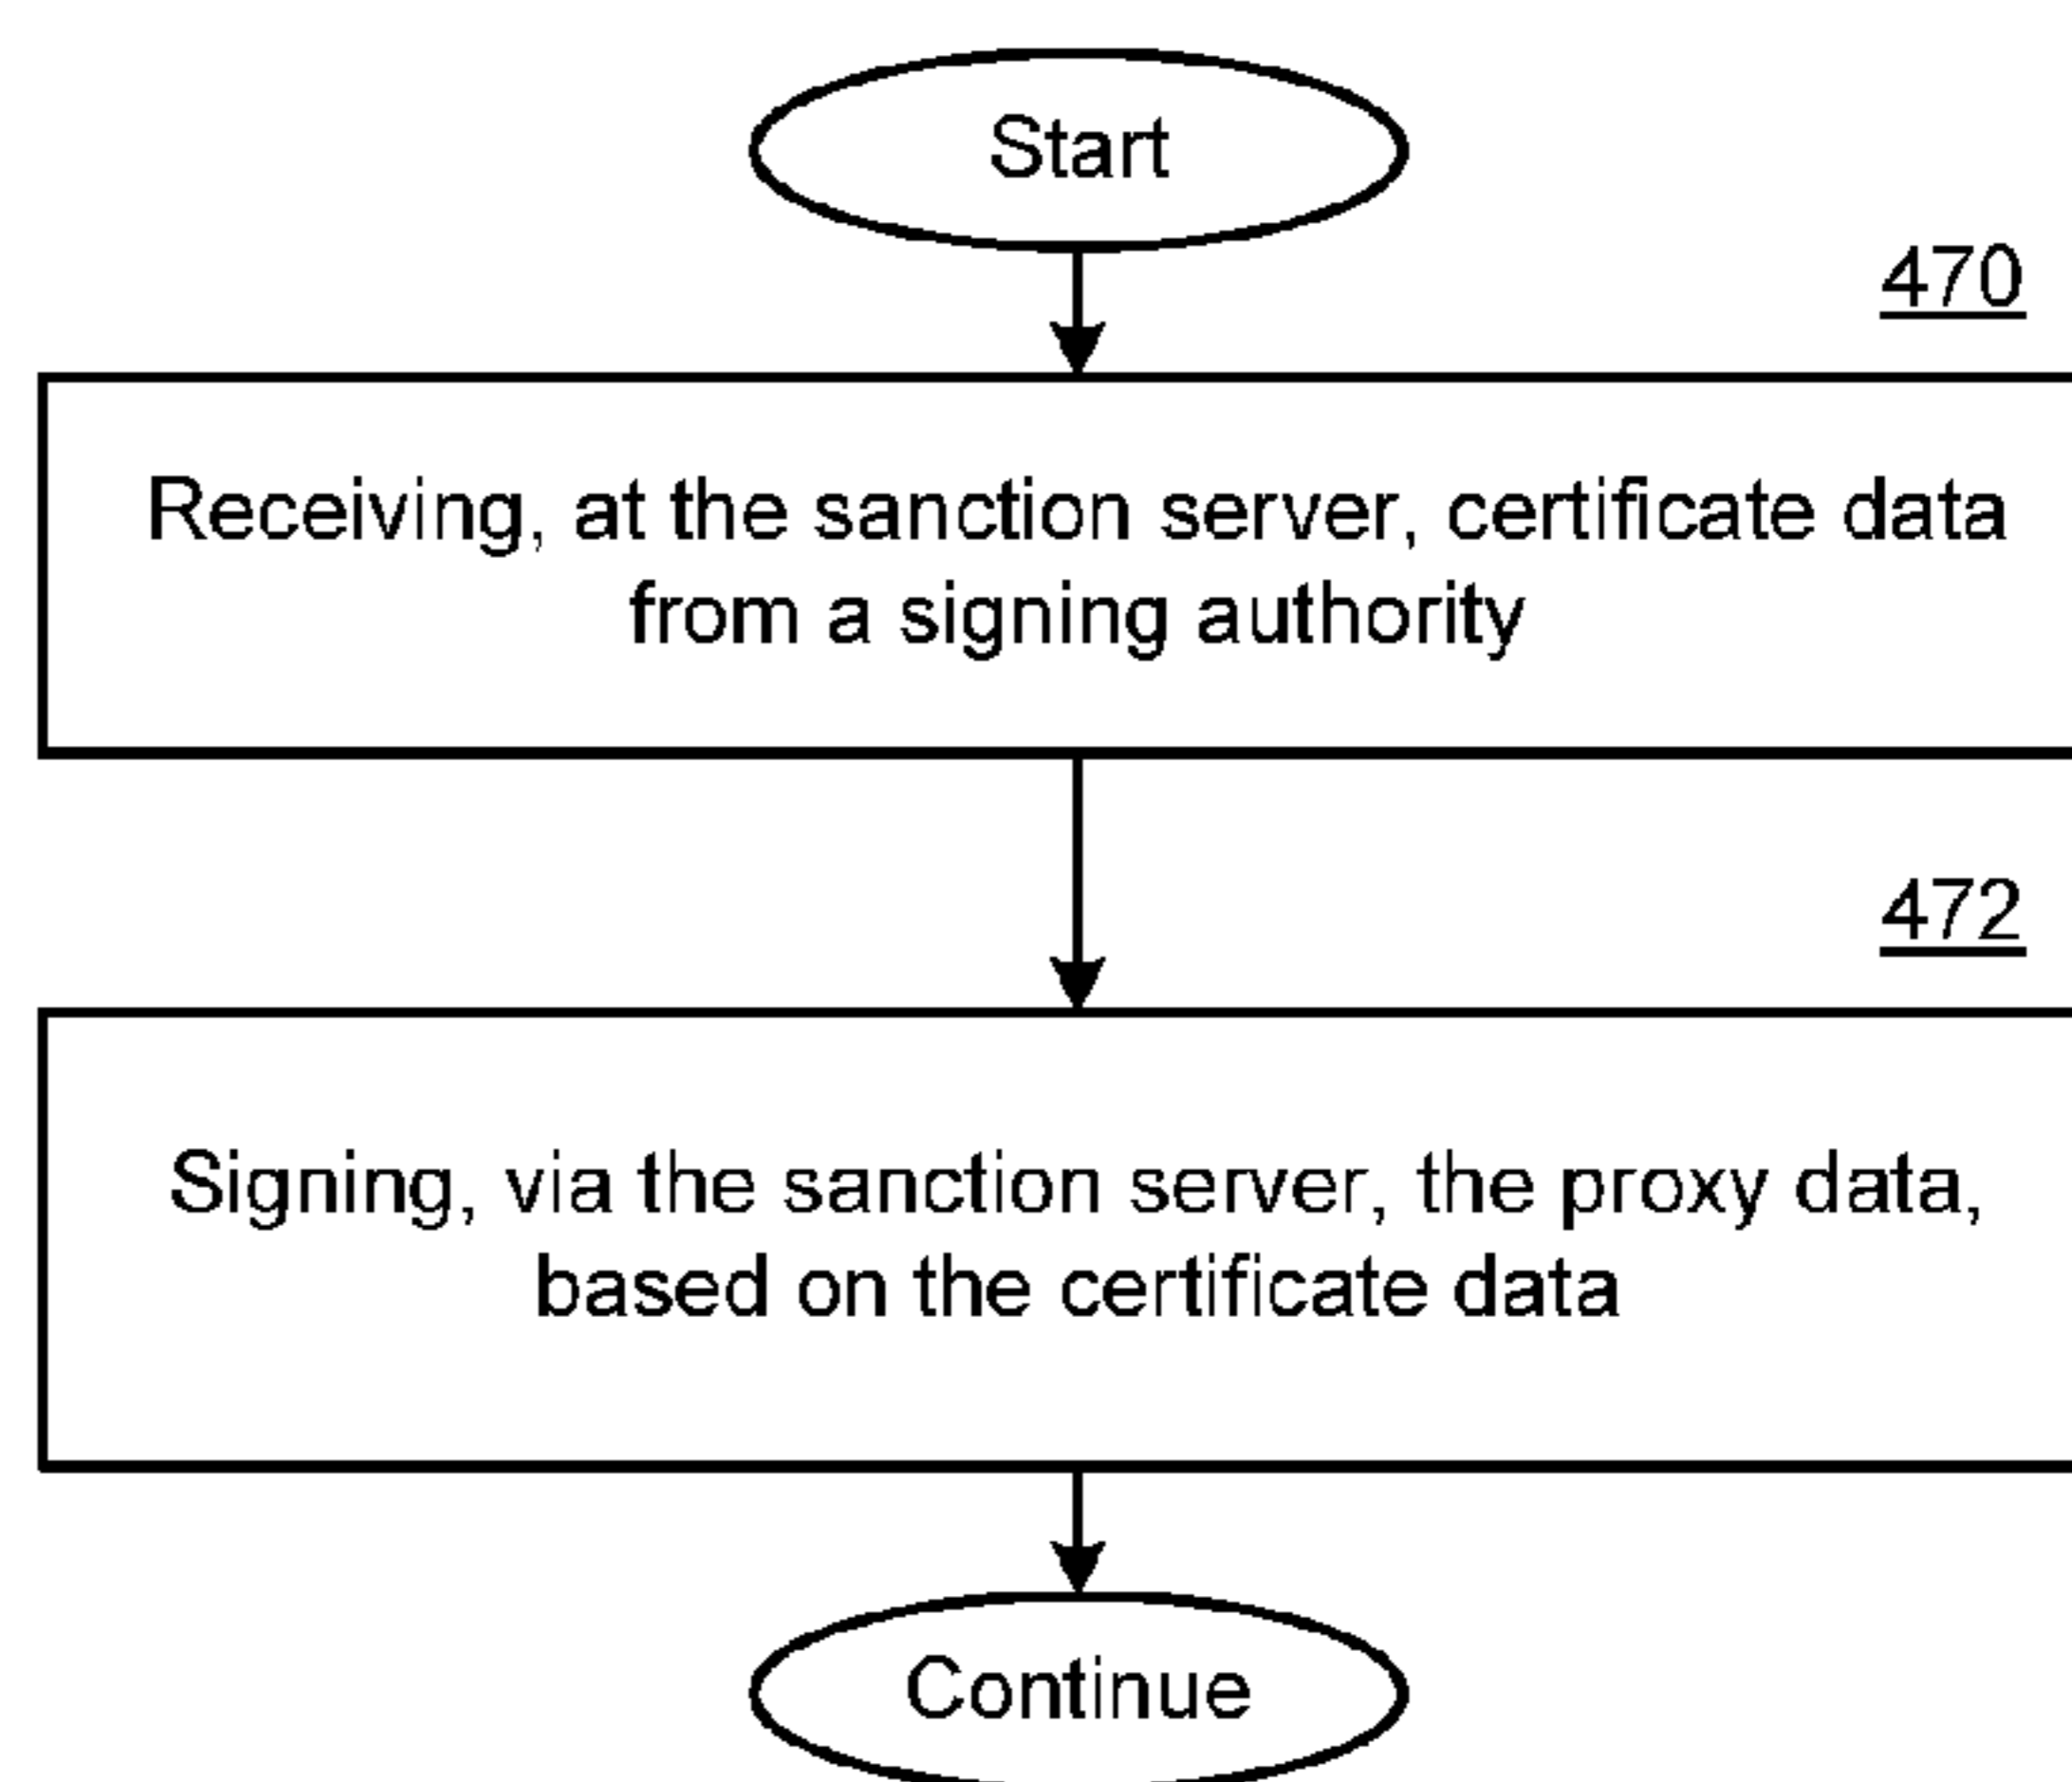 Start
470
Receiving, at the sanction server, certificate data
from a signing authority
472
Signing, via the sanction server, the proxy data,
based on the certificate data
Continue